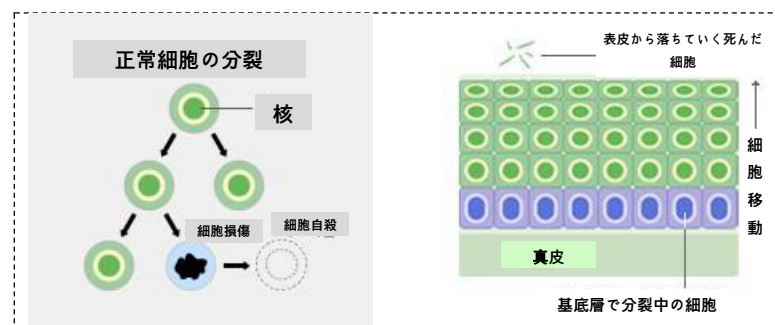 正常細胞の分裂
核
細胞損傷
細胞自殺
表皮から落ちていく死んだ
細胞
細胞移動
真皮
基底層で分裂中の細胞